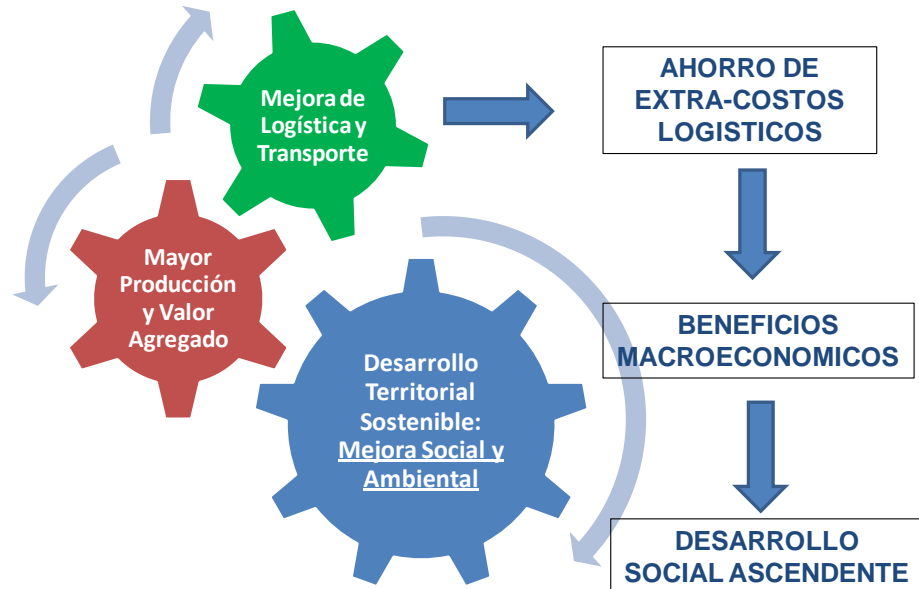 Mejora de
Logística y
Transporte
Mayor
Producción
y Valor
Agregado
Desarrollo
Territorial
Sostenible:
Mejora Social y
Ambiental
AHORRO DE
EXTRA-COSTOS
LOGISTICOS
BENEFICIOS
MACROECONOMICOS
DESARROLLO
SOCIAL ASCENDENTE